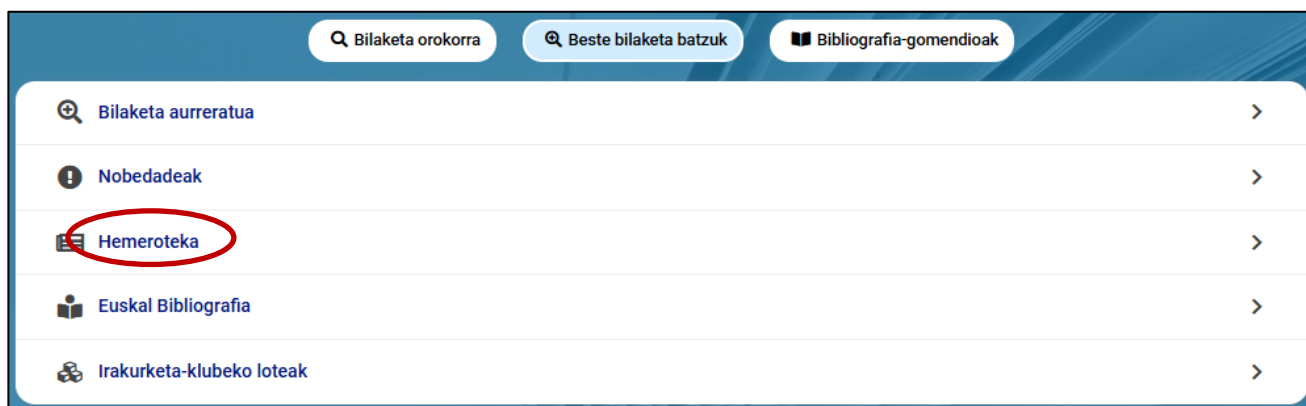 Bilaketa orokorra Beste bilaketa batzuk Bibliografia-gomendioak
Bilaketa aurreratua
Nobedadeak
Hemeroteka
Euskal Bibliografia
Irakurketa-klubeko loteak